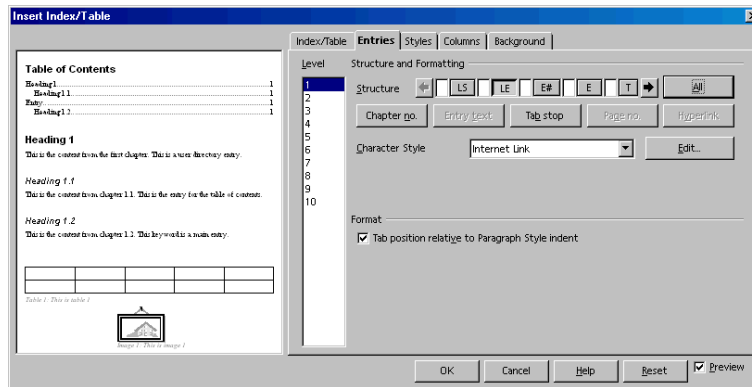 Insert Index/Table
Index/Table Entries Styles Columns Background
Table of Contents
Heading 1 1
Heading 1.1 1
Entry 1
Heading 1.2 1
Heading 1
This is the content from the first chapter. This is a user directory entry.
Heading 1.1
This is the content from chapter 1.1. This is the entry for the table of contents.
Heading 1.2
This is the content from chapter 1.2. This keyword is a main entry.
Table 1: This is table 1
Image 1: This is image 1
Level
1
2
3
4
5
6
7
8
9
10
Structure and Formatting
Structure LS LE E# E T All
Chapter no. Entry text Tab stop Page no. Hyperlink
Character Style Internet Link Edit...
Format
Tab position relative to Paragraph Style indent
OK Cancel Help Reset Preview